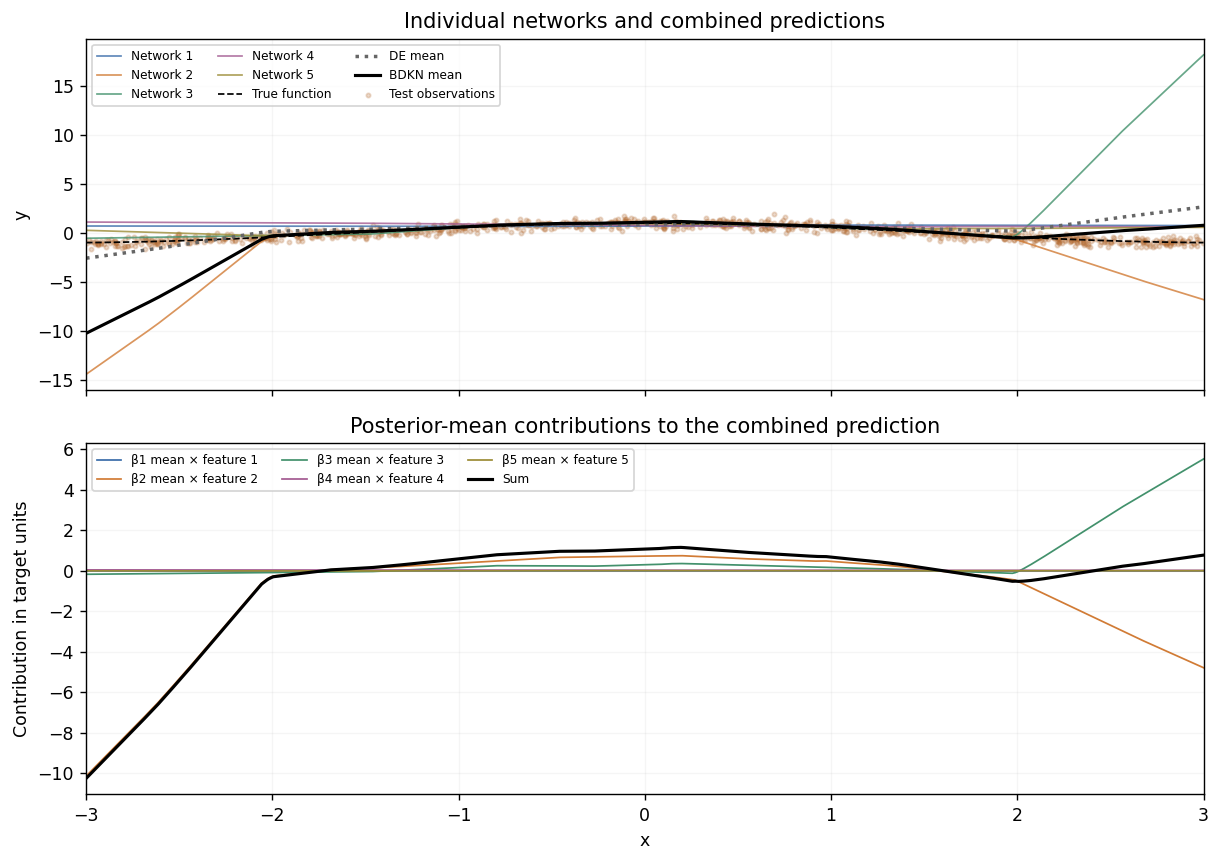 Individual networks and combined predictions
Network 1
Network 2
Network 3
Network 4
Network 5
True function
DE mean
BDKN mean
Test observations
y
15
10
5
0
−5
−10
−15
Posterior-mean contributions to the combined prediction
β1 mean × feature 1
β2 mean × feature 2
β3 mean × feature 3
β4 mean × feature 4
β5 mean × feature 5
Sum
Contribution in target units
6
4
2
0
−2
−4
−6
−8
−10
−3 −2 −1 0 1 2 3
x